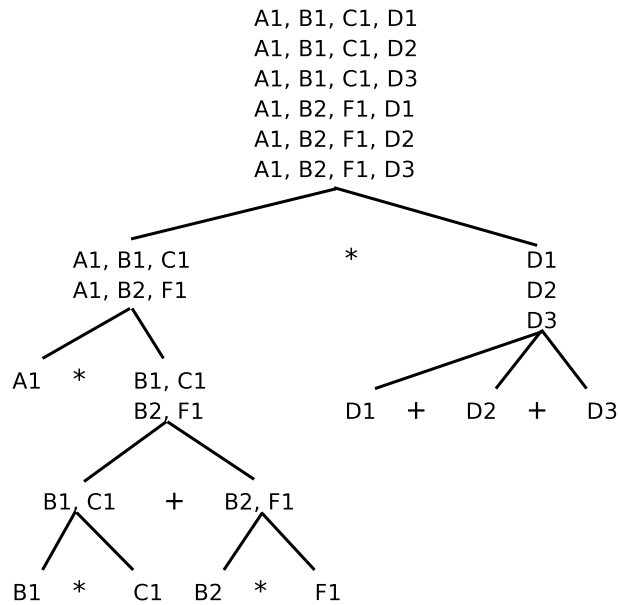 A1, B1, C1, D1
A1, B1, C1, D2
A1, B1, C1, D3
A1, B2, F1, D1
A1, B2, F1, D2
A1, B2, F1, D3
A1, B1, C1 * D1
A1, B2, F1 D2
D3
A1 * B1, C1
B2, F1 D1 + D2 + D3
B1, C1 + B2, F1
B1 * C1 B2 * F1